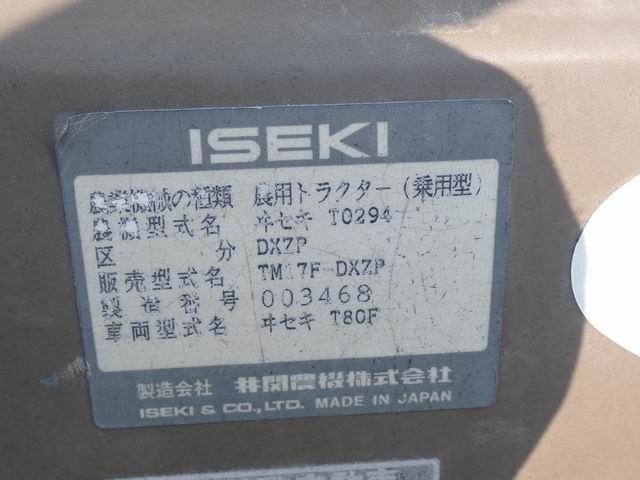 ISEKI
農業機械の種類 農用トラクター(乗用型)
農機型式名 ヰセキ T0294
区分 DXZP
販売型式名 TM17F-DXZP
製造番号 003468
車両型式名 ヰセキ T80F
製造会社 井関農機株式会社
ISEKI & CO., LTD. MADE IN JAPAN